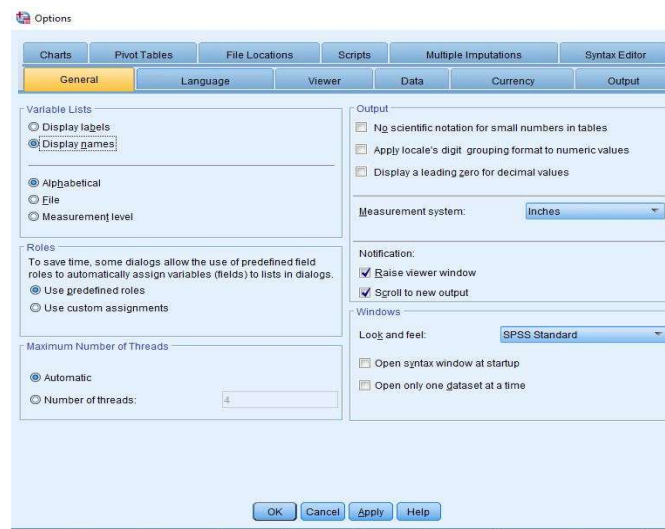 Options
Charts
Pivot Tables
File Locations
Scripts
Multiple Imputations
Syntax Editor
General
Language
Viewer
Data
Currency
Output
Variable Lists
Display labels
Display names
Alphabetical
File
Measurement level
Roles
To save time, some dialogs allow the use of predefined field
roles to automatically assign variables (fields) to lists in dialogs.
Use predefined roles
Use custom assignments
Maximum Number of Threads
Automatic
Number of threads:
4
Output
No scientific notation for small numbers in tables
Apply locale's digit grouping format to numeric values
Display a leading zero for decimal values
Measurement system:
Inches
Notification:
Raise viewer window
Scroll to new output
Windows
Look and feel:
SPSS Standard
Open syntax window at startup
Open only one dataset at a time
OK
Cancel
Apply
Help